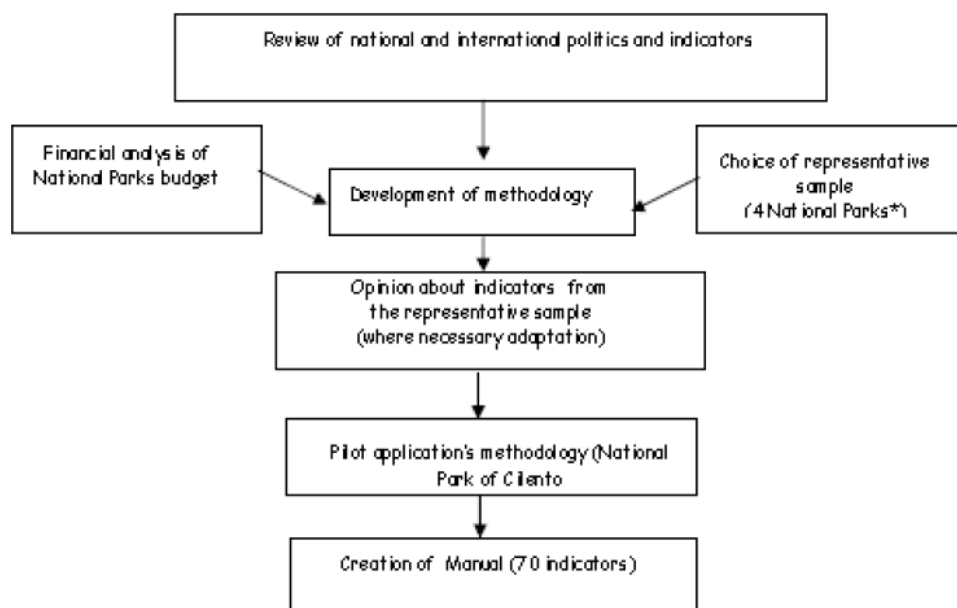 Review of national and international politics and indicators
Financial analysis of
National Parks budget
Choice of representative
sample
(4 National Parks*)
Development of methodology
Opinion about indicators from
the representative sample
(where necessary adaptation)
Pilot application's methodology (National
Park of Cilento
Creation of Manual (70 indicators)